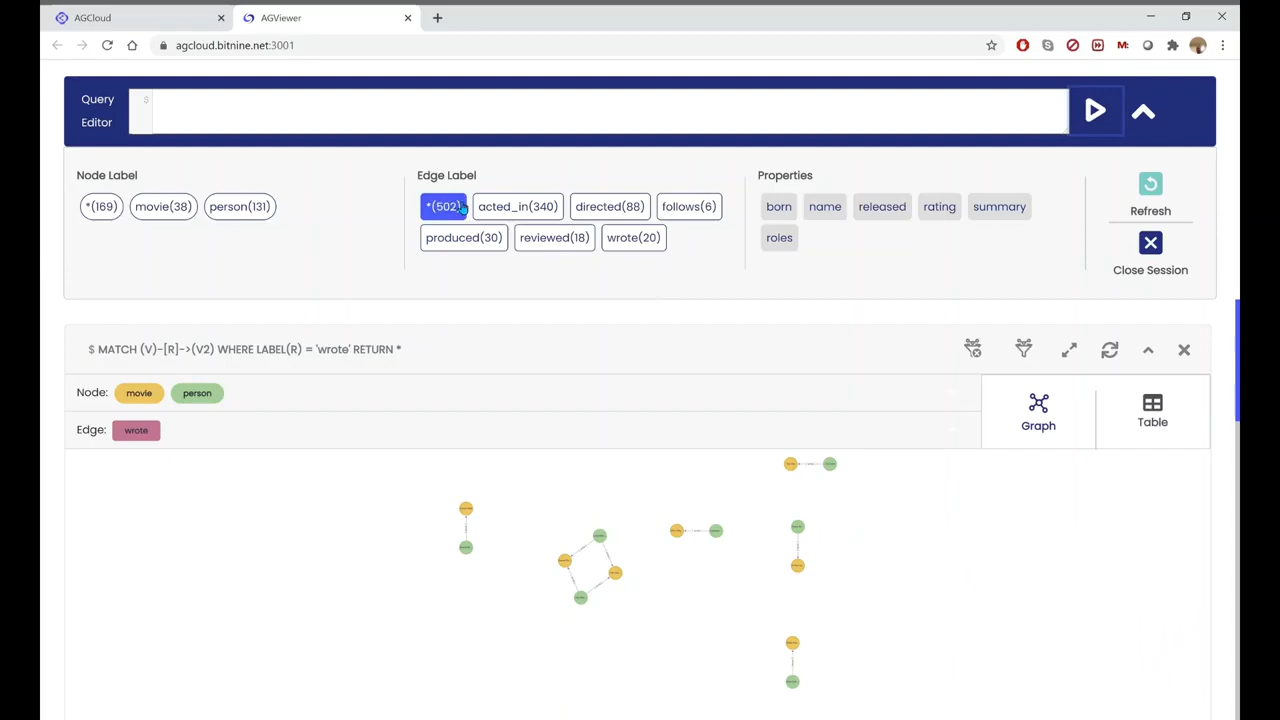 AGCloud
AGViewer
agcloud.bitnine.net:3001
M:
Query
Editor
$
Node Label
*(169) movie(38) person(131)
Edge Label
*(502) acted_in(340) directed(88) follows(6)
produced(30) reviewed(18) wrote(20)
Properties
born name released rating summary
roles
Refresh
Close Session
$ MATCH (V)-[R]->(V2) WHERE LABEL(R) = 'wrote' RETURN *
Node: movie person
Edge: wrote
Graph
Table